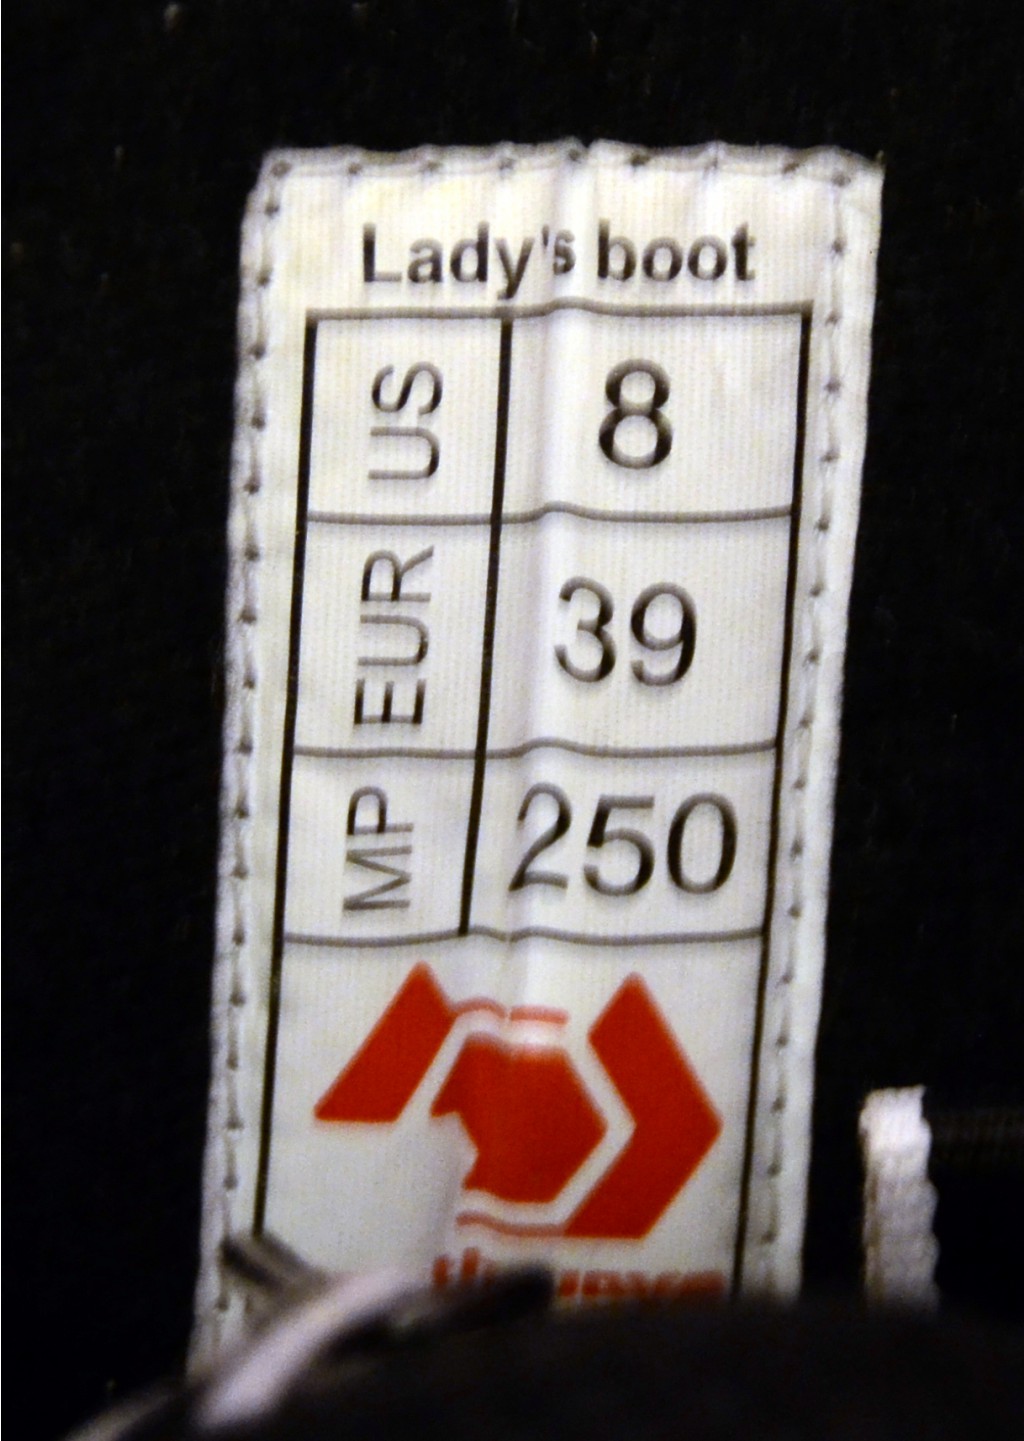 Lady's boot
US 8
EUR 39
MP 250